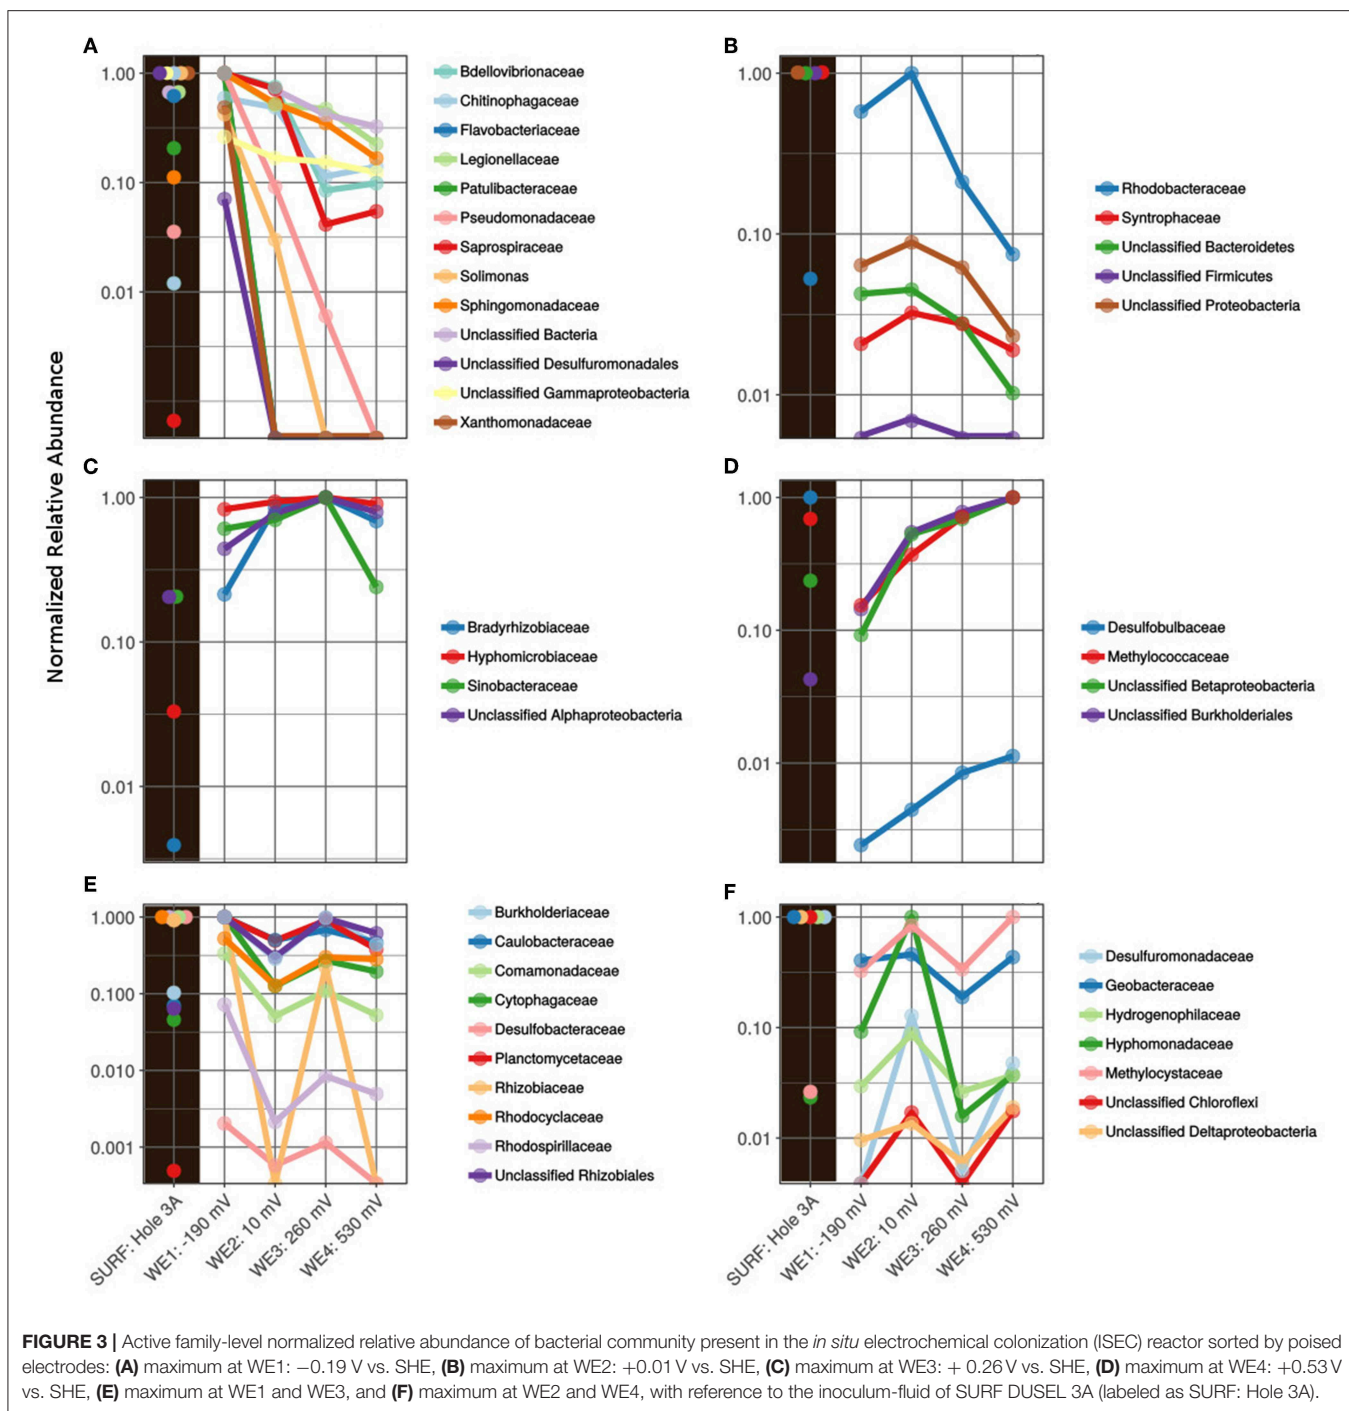 A
1.00
0.10
0.01
Bdellovibrionaceae
Chitinophagaceae
Flavobacteriaceae
Legionellaceae
Patulibacteraceae
Pseudomonadaceae
Saprospiraceae
Solimonas
Sphingomonadaceae
Unclassified Bacteria
Unclassified Desulfuromonadales
Unclassified Gammaproteobacteria
Xanthomonadaceae
B
1.00
0.10
0.01
Rhodobacteraceae
Syntrophaceae
Unclassified Bacteroidetes
Unclassified Firmicutes
Unclassified Proteobacteria
Normalized Relative Abundance
C
1.00
0.10
0.01
Bradyrhizobiaceae
Hyphomicrobiaceae
Sinobacteraceae
Unclassified Alphaproteobacteria
D
1.00
0.10
0.01
Desulfobulbaceae
Methylococcaceae
Unclassified Betaproteobacteria
Unclassified Burkholderiales
E
1.000
0.100
0.010
0.001
Burkholderiaceae
Caulobacteraceae
Comamonadaceae
Cytophagaceae
Desulfobacteraceae
Planctomycetaceae
Rhizobiaceae
Rhodocyclaceae
Rhodospirillaceae
Unclassified Rhizobiales
SURF: Hole 3A
WE1: -190 mV
WE2: 10 mV
WE3: 260 mV
WE4: 530 mV
F
1.00
0.10
0.01
Desulfuromonadaceae
Geobacteraceae
Hydrogenophilaceae
Hyphomonadaceae
Methylocystaceae
Unclassified Chloroflexi
Unclassified Deltaproteobacteria
SURF: Hole 3A
WE1: -190 mV
WE2: 10 mV
WE3: 260 mV
WE4: 530 mV
FIGURE 3 | Active family-level normalized relative abundance of bacterial community present in the in situ electrochemical colonization (ISEC) reactor sorted by poised
electrodes: (A) maximum at WE1: −0.19 V vs. SHE, (B) maximum at WE2: +0.01 V vs. SHE, (C) maximum at WE3: + 0.26 V vs. SHE, (D) maximum at WE4: +0.53 V
vs. SHE, (E) maximum at WE1 and WE3, and (F) maximum at WE2 and WE4, with reference to the inoculum-fluid of SURF DUSEL 3A (labeled as SURF: Hole 3A).